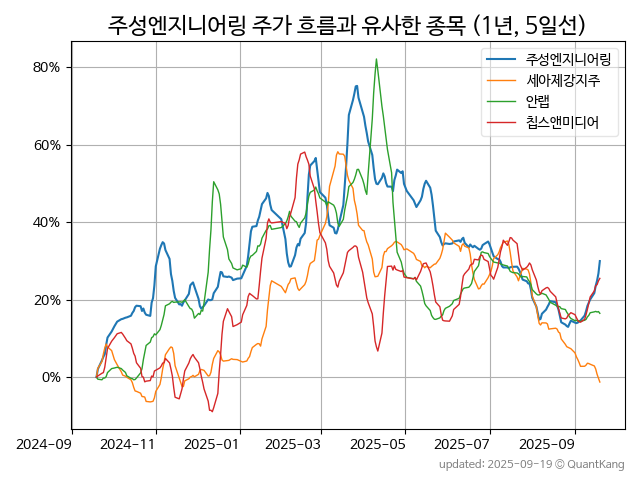 주성엔지니어링 주가 흐름과 유사한 종목 (1년, 5일선)
주성엔지니어링
세아제강지주
안랩
칩스앤미디어
80%
60%
40%
20%
0%
2024-09 2024-11 2025-01 2025-03 2025-05 2025-07 2025-09
updated: 2025-09-19 ⓒ QuantKang